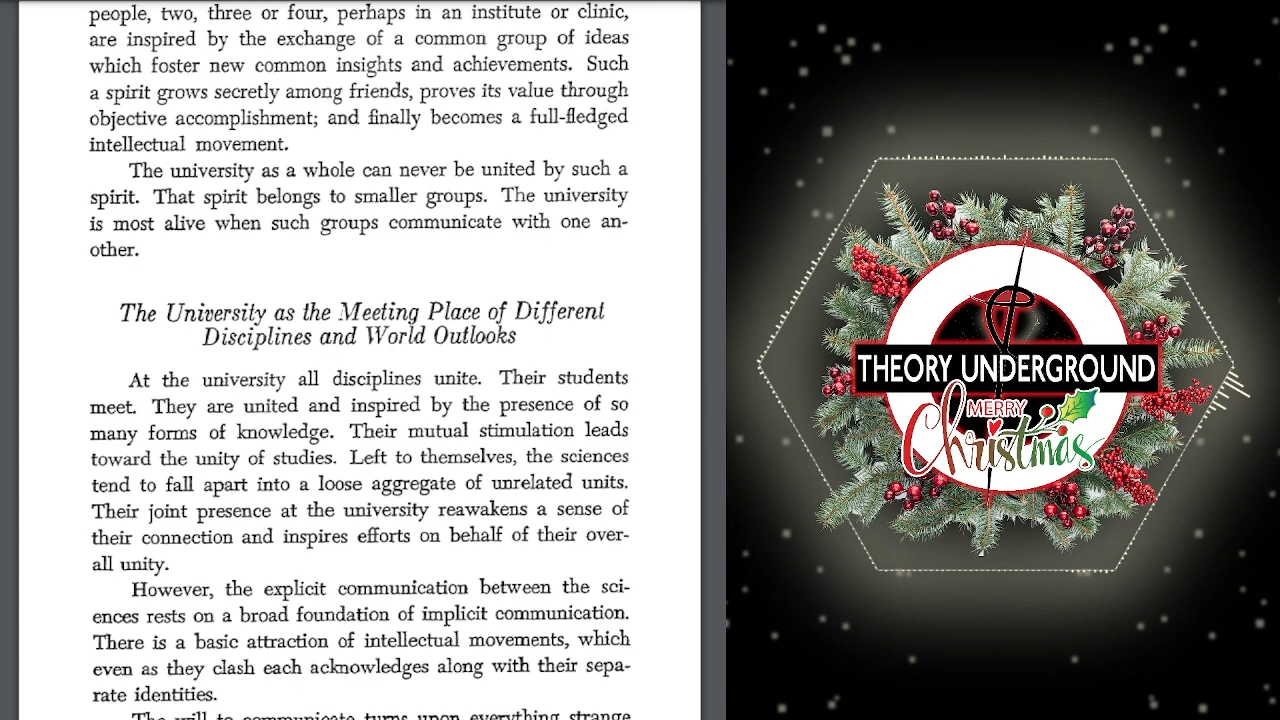 people, two, three or four, perhaps in an institute or clinic,
are inspired by the exchange of a common group of ideas
which foster new common insights and achievements. Such
a spirit grows secretly among friends, proves its value through
objective accomplishment; and finally becomes a full-fledged
intellectual movement.
The university as a whole can never be united by such a
spirit. That spirit belongs to smaller groups. The university
is most alive when such groups communicate with one an-
other.
The University as the Meeting Place of Different
Disciplines and World Outlooks
At the university all disciplines unite. Their students
meet. They are united and inspired by the presence of so
many forms of knowledge. Their mutual stimulation leads
toward the unity of studies. Left to themselves, the sciences
tend to fall apart into a loose aggregate of unrelated units.
Their joint presence at the university reawakens a sense of
their connection and inspires efforts on behalf of their over-
all unity.
However, the explicit communication between the sci-
ences rests on a broad foundation of implicit communication.
There is a basic attraction of intellectual movements, which
even as they clash each acknowledges along with their sepa-
rate identities.
The will to communicate turns upon everything strange
THEORY UNDERGROUND
MERRY
Christmas